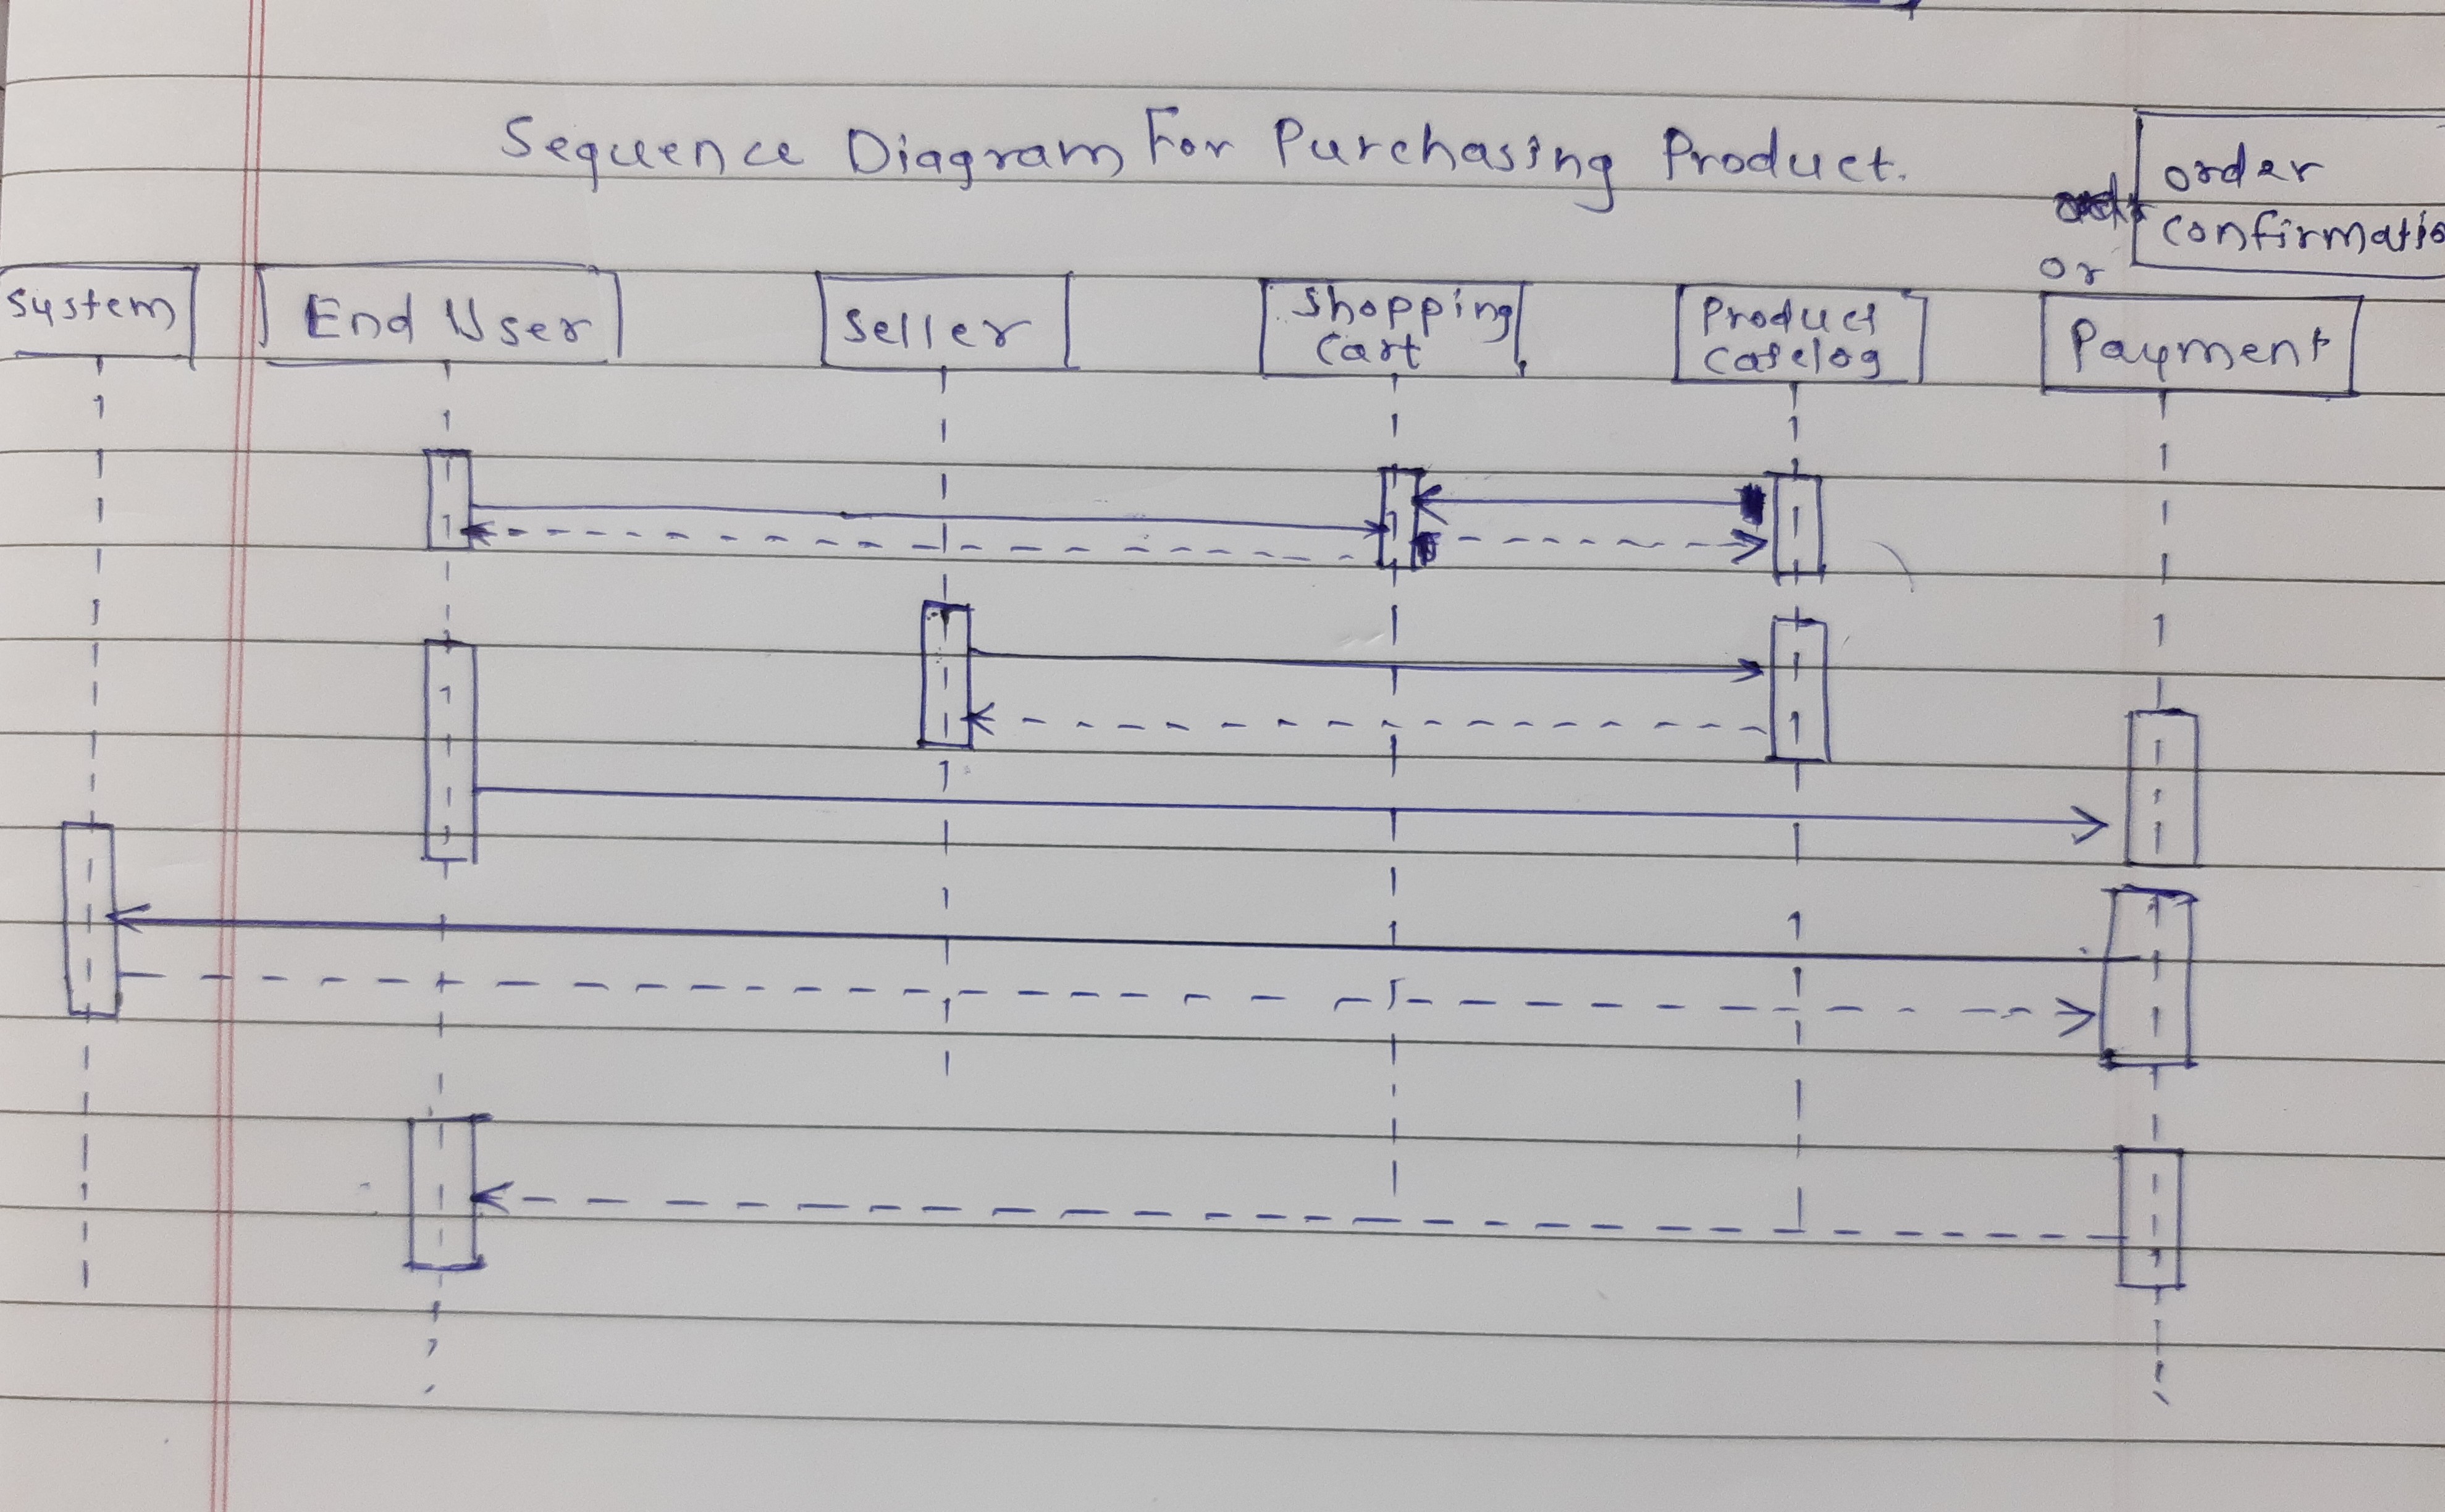 Sequence Diagram For Purchasing Product.
order
confirmatio
or
System
End User
Seller
Shopping
Cart
Product
Catelog
Payment